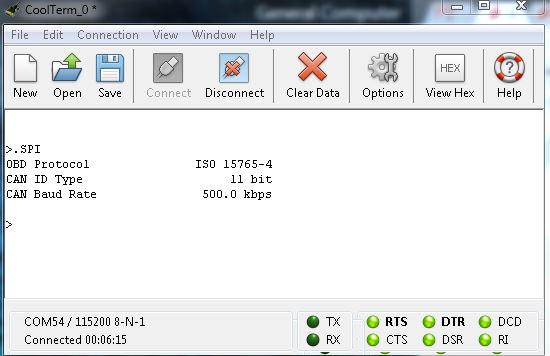 CoolTerm_0 *
File Edit Connection View Window Help
New Open Save Connect Disconnect Clear Data Options HEX View Hex Help
>.SPI
OBD Protocol ISO 15765-4
CAN ID Type 11 bit
CAN Baud Rate 500.0 kbps
>
COM54 / 115200 8-N-1 TX RTS DTR DCD
Connected 00:06:15 RX CTS DSR RI